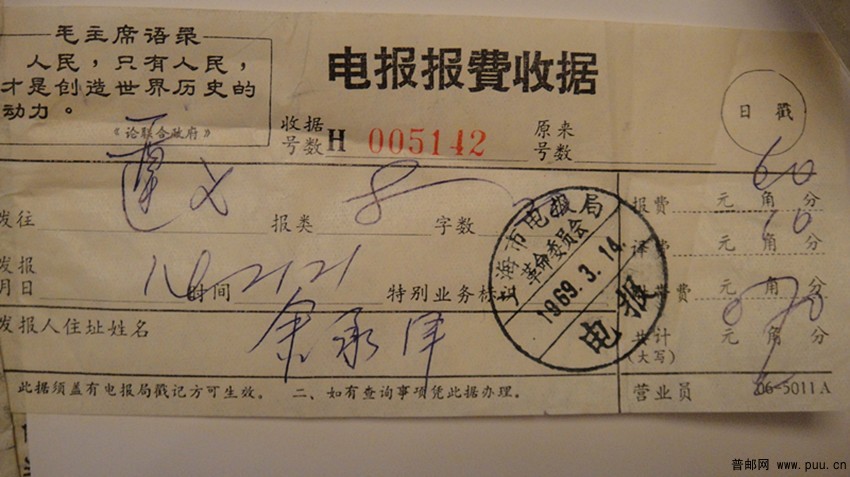 毛主席语录
人民，只有人民，
才是创造世界历史的
动力。
《论联合政府》
电报报費收据
收据
号数 H 005142
原来
号数
日戳
发往 报类 字数
发报
月日 时间 2121 特别业务标识
发报人住址姓名 余承
海市电报局
革命委员会
1969.3.14.
电报
60
报费 元角分
10
译费 元角分
费 元角分
070
共计 元角分
(大写)
营业员 06-5011A
此据须盖有电报局戳记方可生效。 二、如有查询事项凭此据办理。
普邮网 www.puu.cn